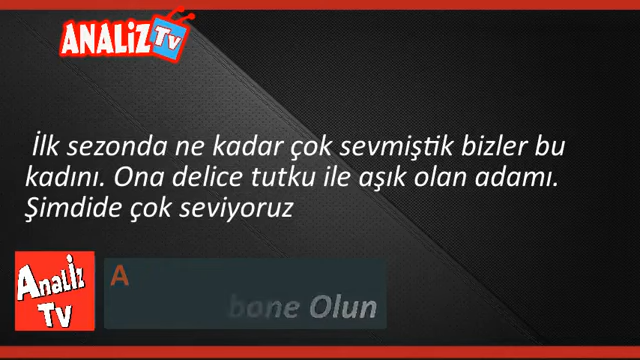 ANALİZ TV
İlk sezonda ne kadar çok sevmiştik bizler bu
kadını. Ona delice tutku ile aşık olan adamı.
Şimdide çok seviyoruz
Analiz
TV
A
bone Olun